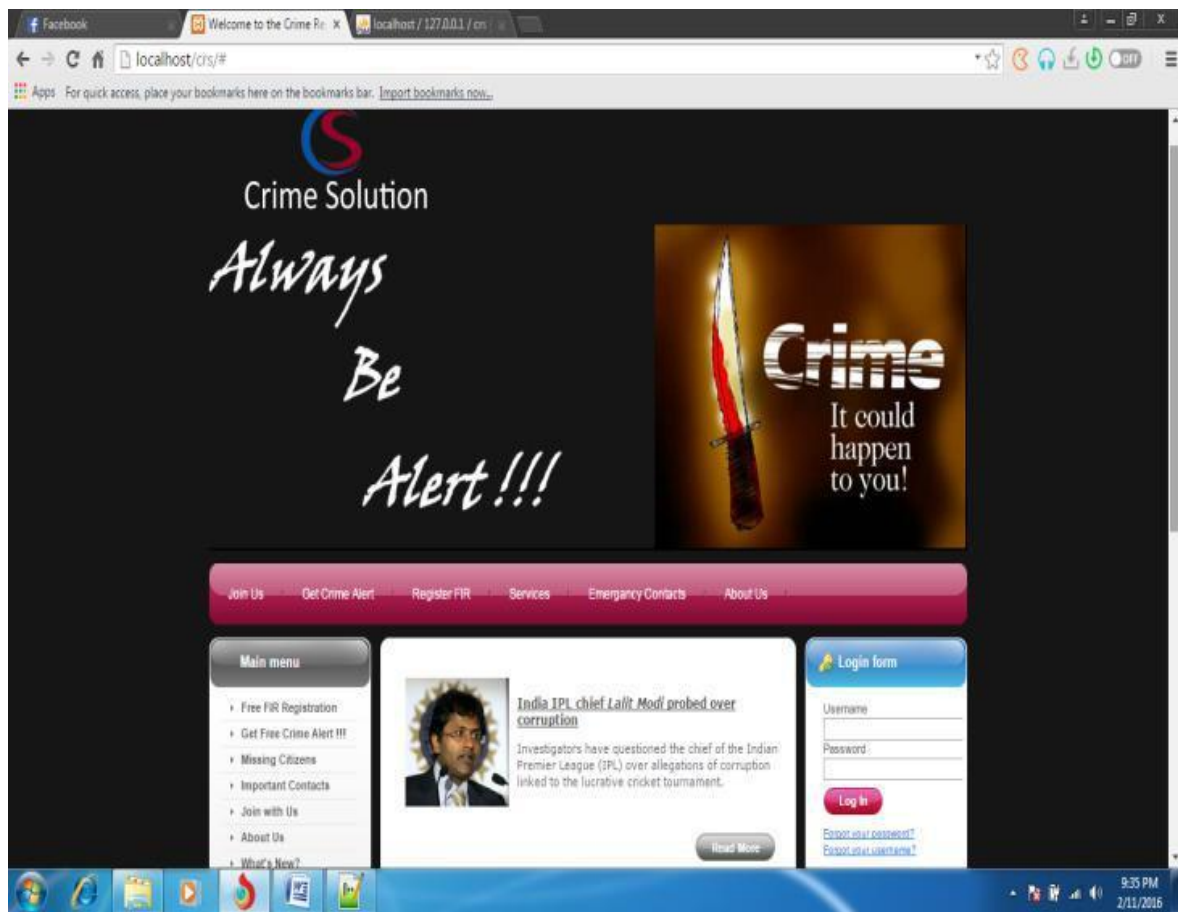 Facebook
Welcome to the Crime Re
localhost / 127.0.0.1 / crs
localhost/crs/#
OFF
Apps For quick access, place your bookmarks here on the bookmarks bar. Import bookmarks now...
CS
Crime Solution
Always
Be
Alert !!!
Crime
It could
happen
to you!
Join Us Get Crime Alert Register FIR Services Emergancy Contacts About Us
Main menu
Free FIR Registration
Get Free Crime Alert !!!
Missing Citizens
Important Contacts
Join with Us
About Us
What's New?
India IPL chief Lalit Modi probed over
corruption
Investigators have questioned the chief of the Indian
Premier League (IPL) over allegations of corruption
linked to the lucrative cricket tournament.
Read More
Login form
Username
Password
Log In
Forgot your password?
Forgot your username?
9:35 PM
2/11/2016